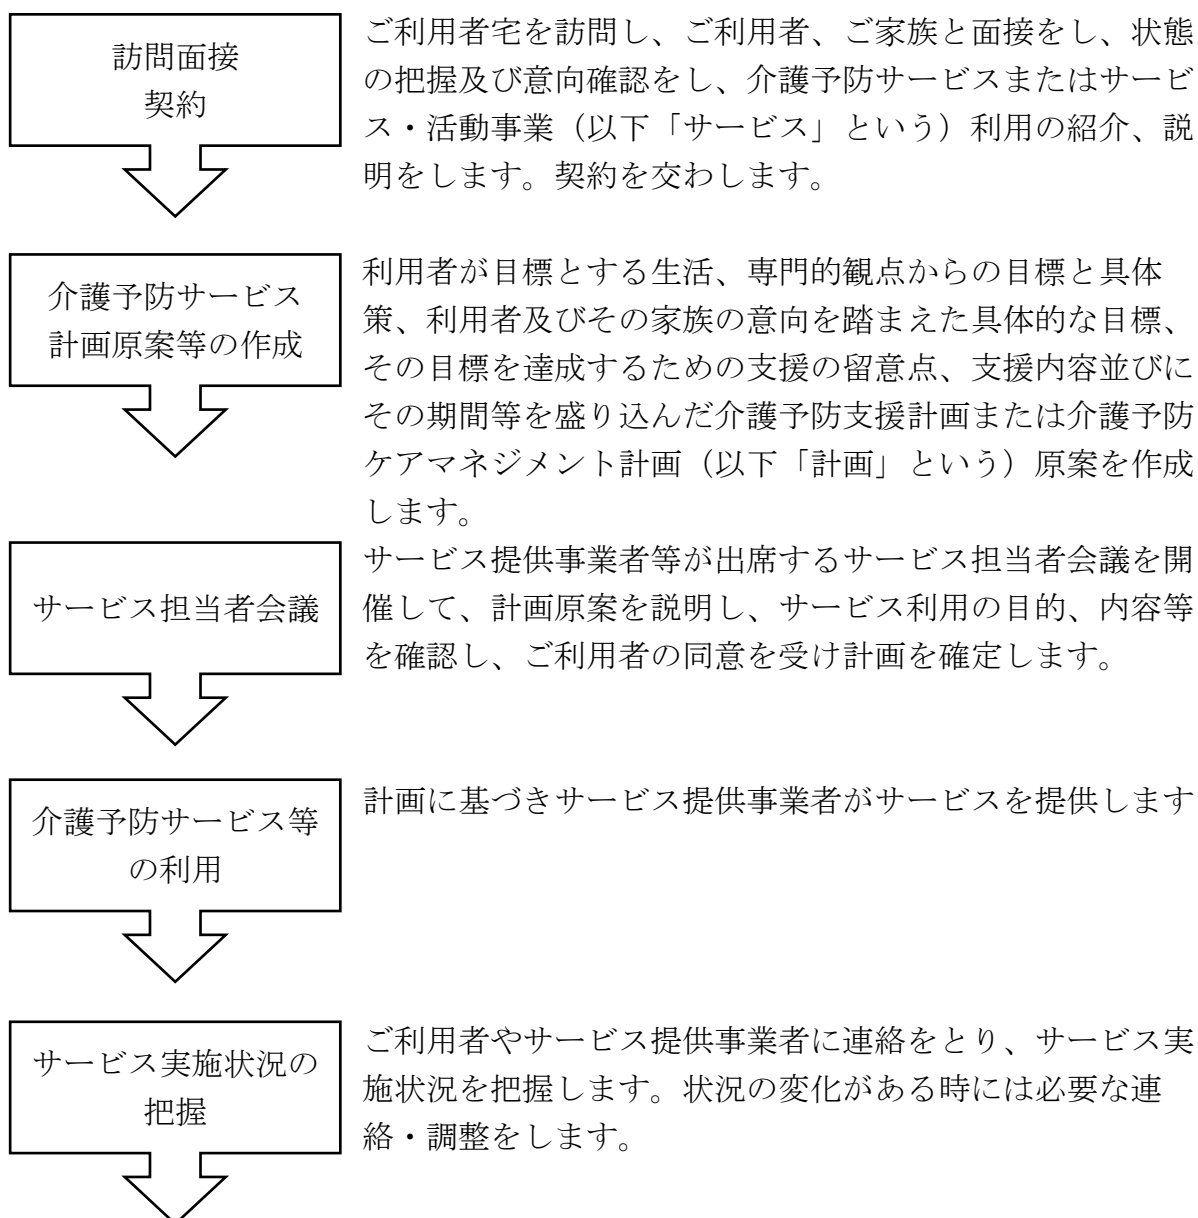 訪問面接
契約
ご利用者宅を訪問し、ご利用者、ご家族と面接をし、状態
の把握及び意向確認をし、介護予防サービスまたはサービ
ス・活動事業（以下「サービス」という）利用の紹介、説
明をします。契約を交わします。
介護予防サービス
計画原案等の作成
利用者が目標とする生活、専門的観点からの目標と具体
策、利用者及びその家族の意向を踏まえた具体的な目標、
その目標を達成するための支援の留意点、支援内容並びに
その期間等を盛り込んだ介護予防支援計画または介護予防
ケアマネジメント計画（以下「計画」という）原案を作成
します。
サービス担当者会議
サービス提供事業者等が出席するサービス担当者会議を開
催して、計画原案を説明し、サービス利用の目的、内容等
を確認し、ご利用者の同意を受け計画を確定します。
介護予防サービス等
の利用
計画に基づきサービス提供事業者がサービスを提供します
サービス実施状況の
把握
ご利用者やサービス提供事業者に連絡をとり、サービス実
施状況を把握します。状況の変化がある時には必要な連
絡・調整をします。